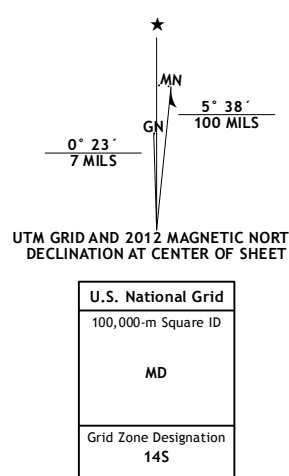 ★
MN
5° 38´
100 MILS
GN
0° 23´
7 MILS
UTM GRID AND 2012 MAGNETIC NORT
DECLINATION AT CENTER OF SHEET
U.S. National Grid
100,000-m Square ID
MD
Grid Zone Designation
14S